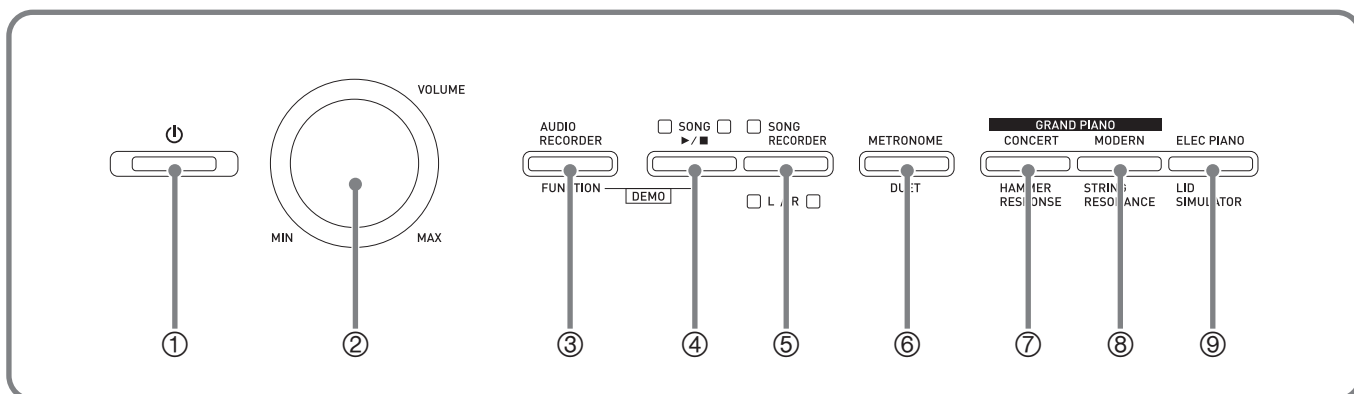 VOLUME
MIN
MAX
AUDIO
RECORDER
FUNCTION
DEMO
SONG
▶/■
SONG
RECORDER
L / R
METRONOME
DUET
GRAND PIANO
CONCERT
MODERN
ELEC PIANO
HAMMER
RESPONSE
STRING
RESONANCE
LID
SIMULATOR
① ② ③ ④ ⑤ ⑥ ⑦ ⑧ ⑨